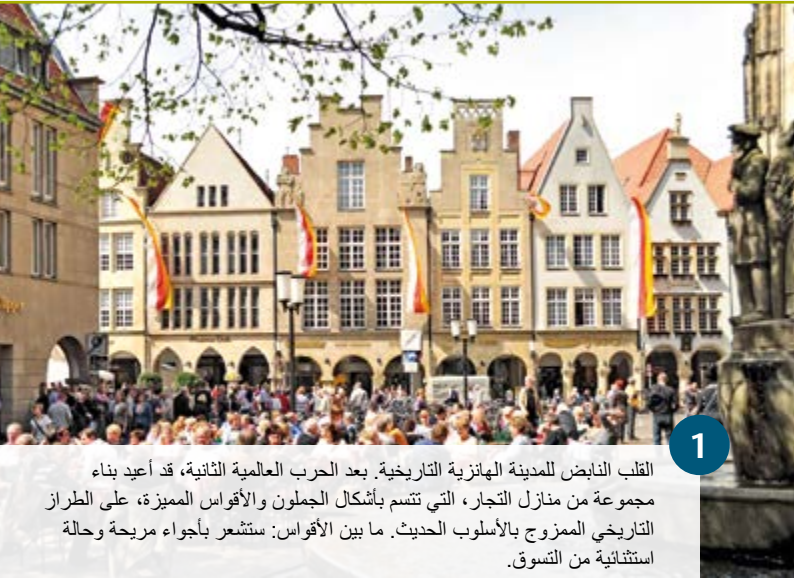 1
القلب النابض للمدينة الهانزية التاريخية. بعد الحرب العالمية الثانية، قد أعيد بناء
مجموعة من منازل التجار، التي تتسم بأشكال الجملون والأقواس المميزة، على الطراز
التاريخي الممزوج بالأسلوب الحديث. ما بين الأقواس: ستشعر بأجواء مريحة وحالة
استثنائية من التسوق.